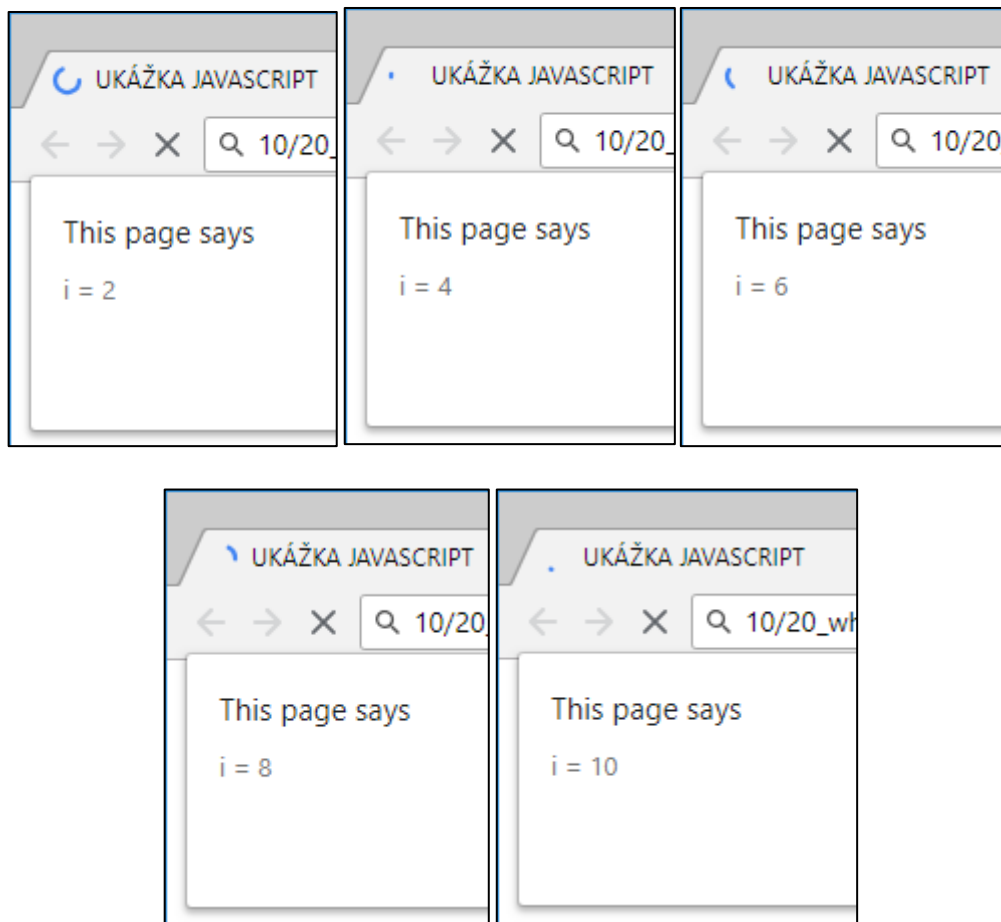 UKÁŽKA JAVASCRIPT
10/20_
This page says
i = 2
UKÁŽKA JAVASCRIPT
10/20_
This page says
i = 4
UKÁŽKA JAVASCRIPT
10/20
This page says
i = 6
UKÁŽKA JAVASCRIPT
10/20_
This page says
i = 8
UKÁŽKA JAVASCRIPT
10/20_wh
This page says
i = 10